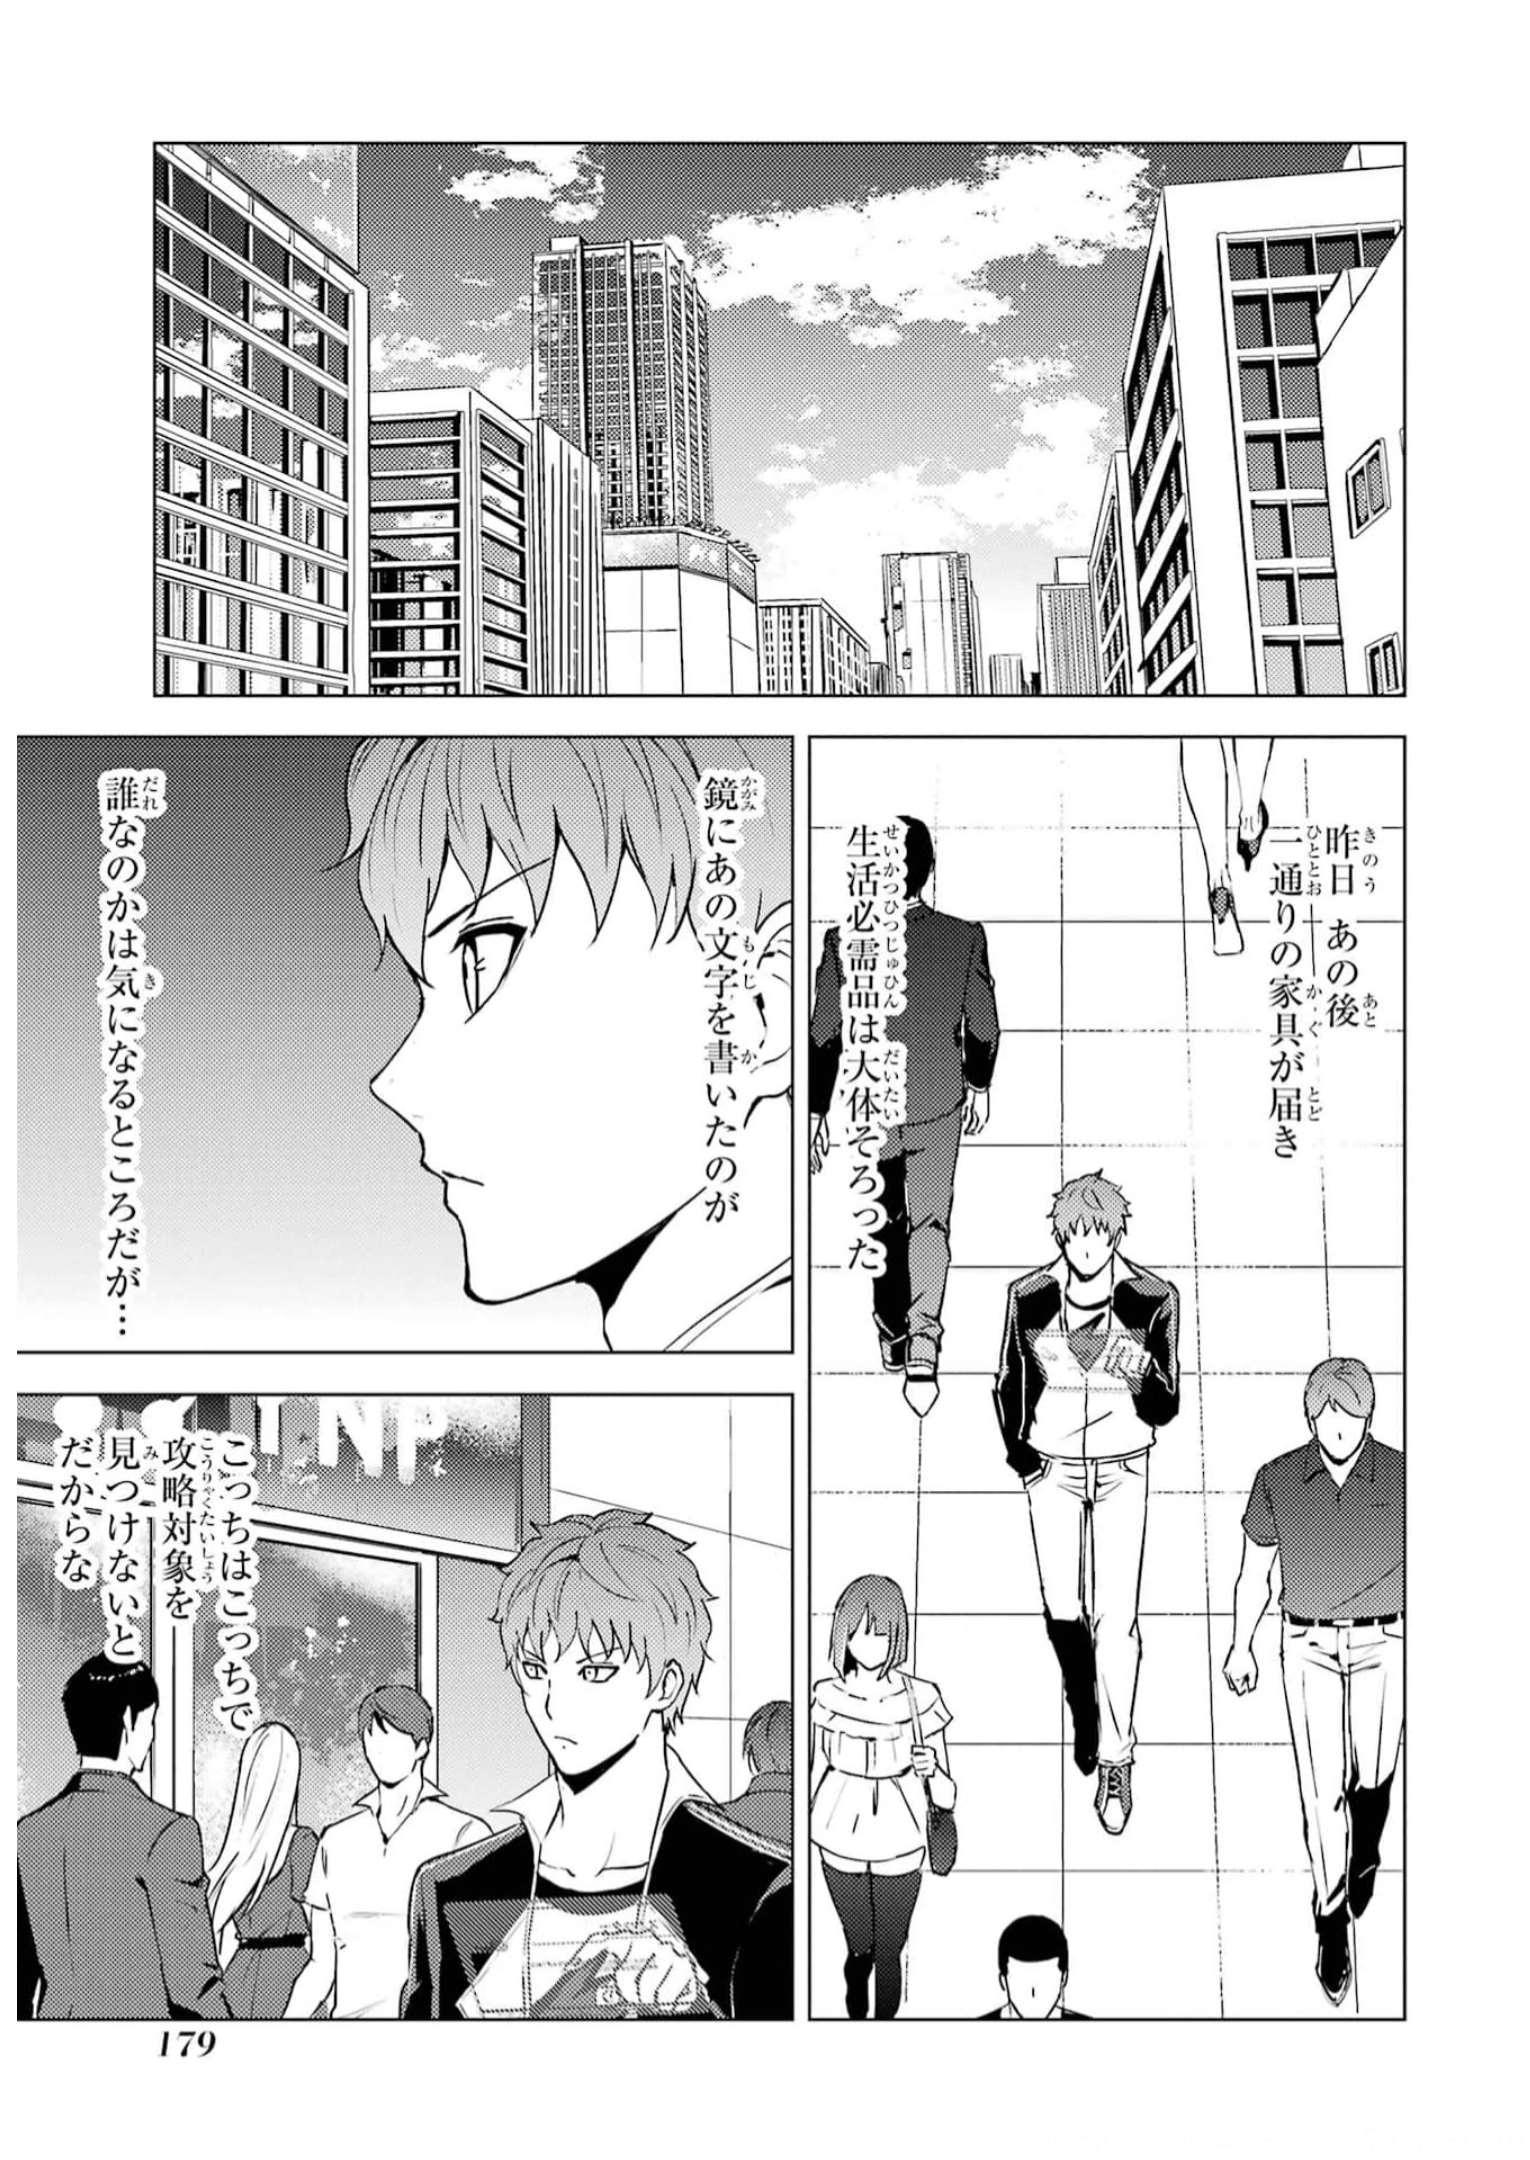 昨日 あの後
一通りの家具が届き
生活必需品は大体そろった
鏡にあの文字を書いたのが
誰なのかは気になるところだが…
こっちはこっちで
攻略対象を
見つけないと
だからな
179